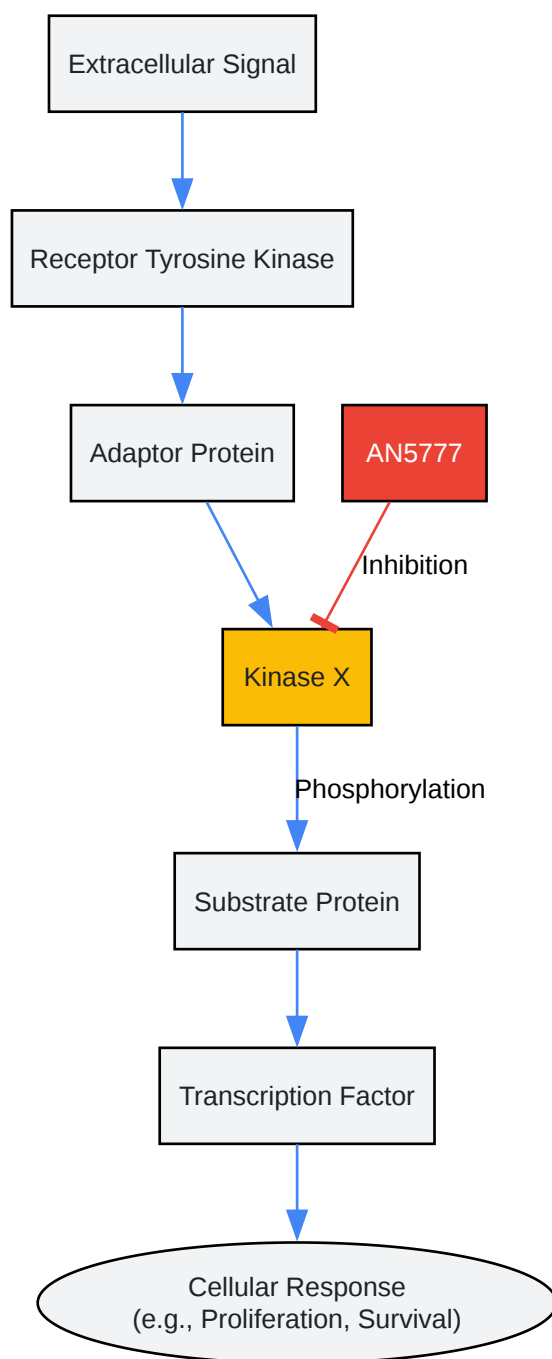 Extracellular Signal
Receptor Tyrosine Kinase
Adaptor Protein
AN5777
Inhibition
Kinase X
Phosphorylation
Substrate Protein
Transcription Factor
Cellular Response
(e.g., Proliferation, Survival)